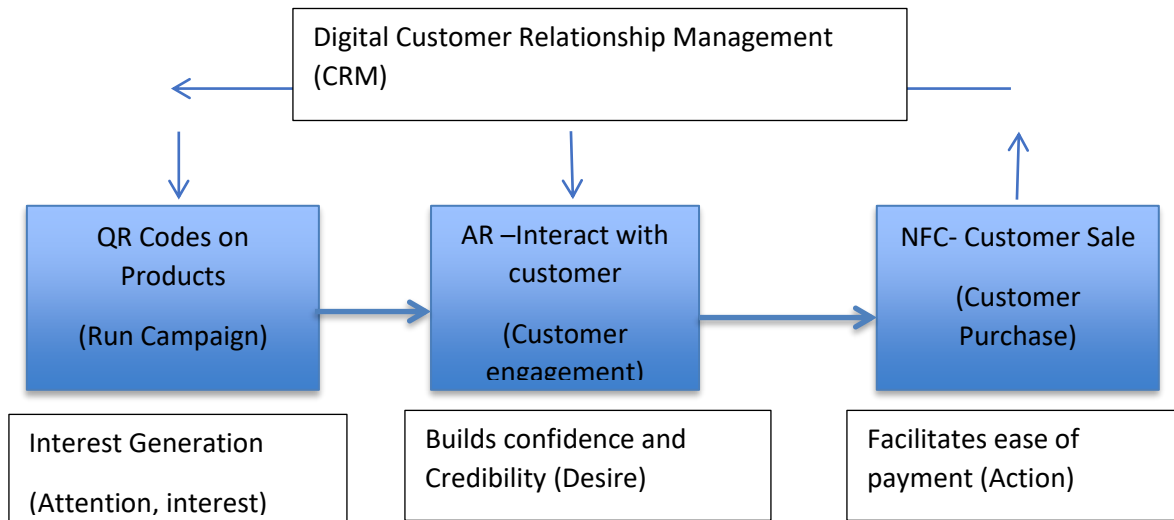 Digital Customer Relationship Management
(CRM)
QR Codes on
Products
(Run Campaign)
AR –Interact with
customer
(Customer
engagement)
NFC- Customer Sale
(Customer
Purchase)
Interest Generation
(Attention, interest)
Builds confidence and
Credibility (Desire)
Facilitates ease of
payment (Action)